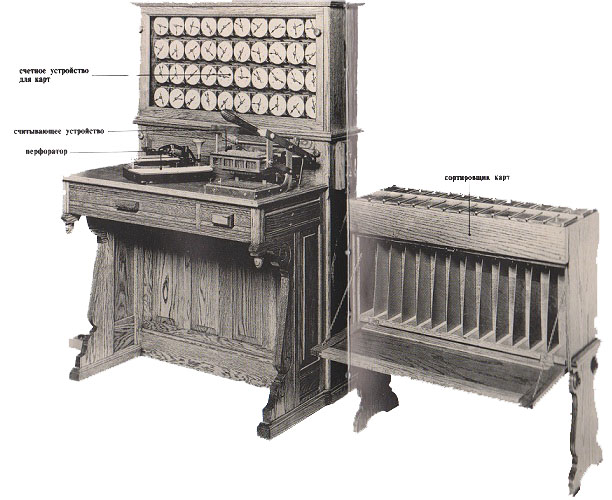 счетное устройство
для карт
считывающее устройство
перфоратор
сортировщик карт